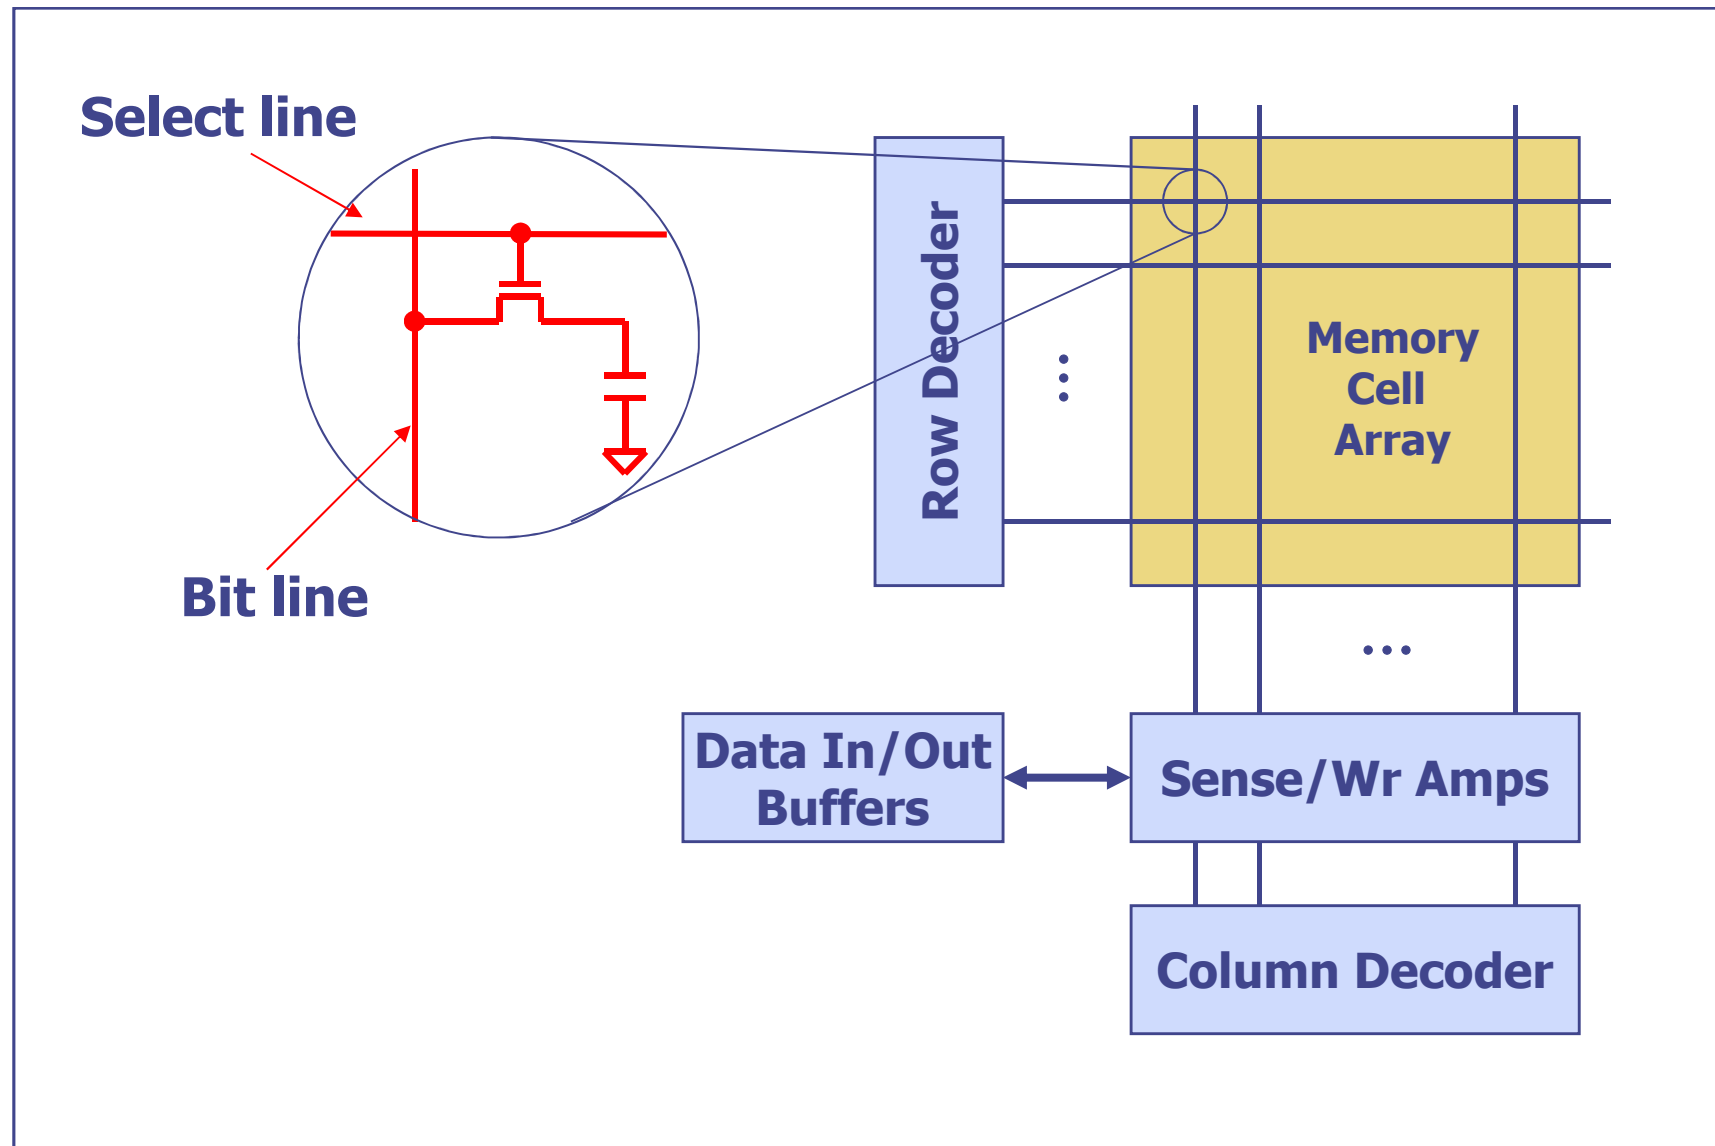 Select line
Bit line
Row Decoder
Memory
Cell
Array
...
...
Data In/Out
Buffers
Sense/Wr Amps
Column Decoder